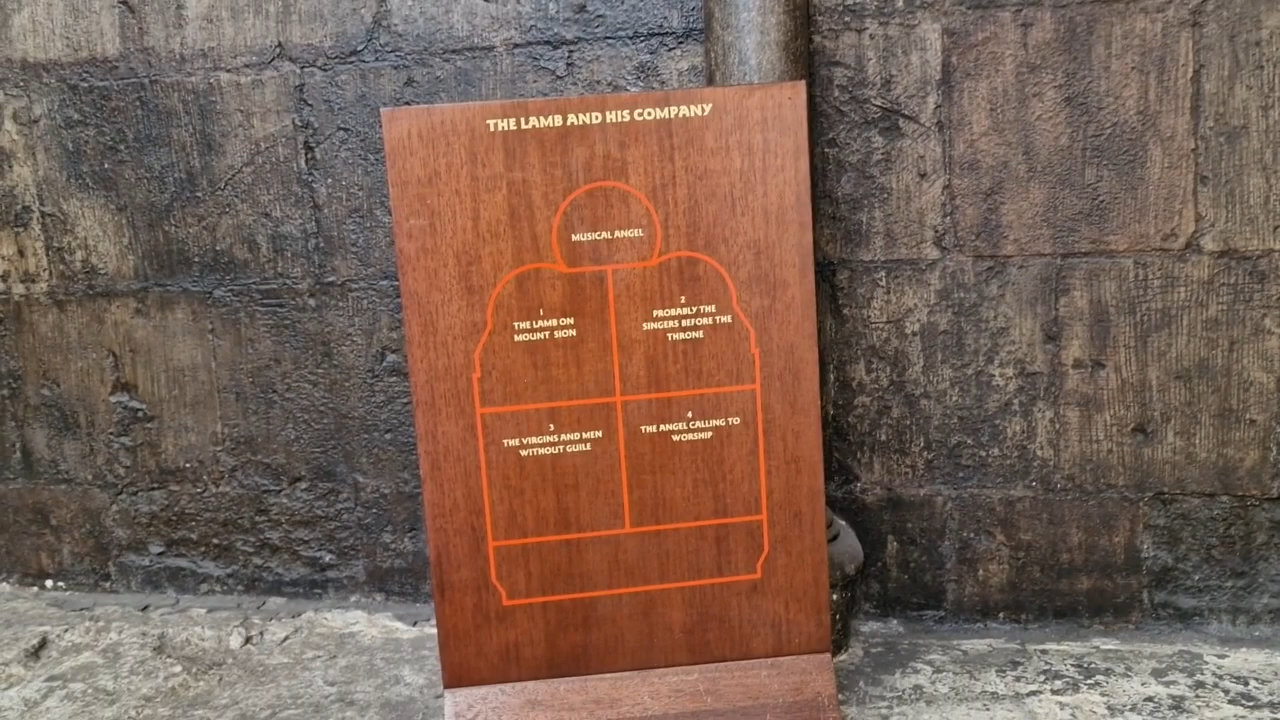 THE LAMB AND HIS COMPANY
MUSICAL ANGEL
1
THE LAMB ON
MOUNT SION
2
PROBABLY THE
SINGERS BEFORE THE
THRONE
3
THE VIRGINS AND MEN
WITHOUT GUILE
4
THE ANGEL CALLING TO
WORSHIP